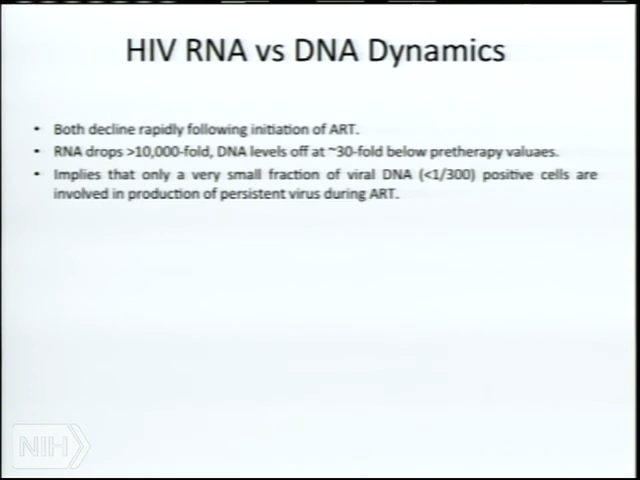 HIV RNA vs DNA Dynamics
• Both decline rapidly following initiation of ART.
• RNA drops >10,000-fold, DNA levels off at ~30-fold below pretherapy valuaes.
• Implies that only a very small fraction of viral DNA (<1/300) positive cells are
involved in production of persistent virus during ART.
NIH